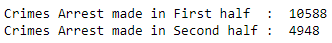 Crimes Arrest made in First half  :  10588
Crimes Arrest made in Second half :  4948